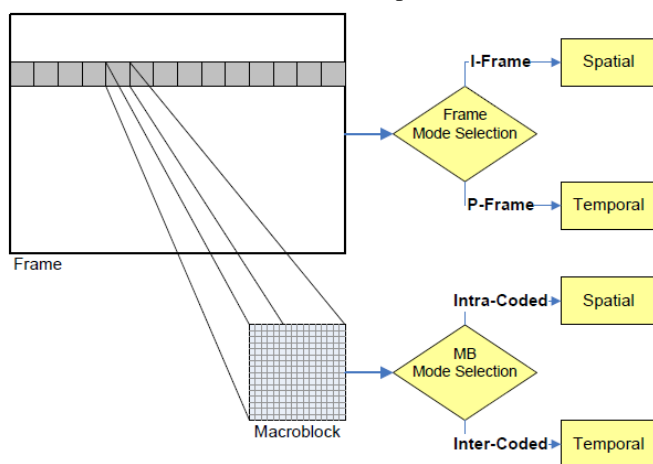 I-Frame
Spatial
Frame
Mode Selection
P-Frame
Temporal
Frame
Intra-Coded
Spatial
MB
Mode Selection
Macroblock
Inter-Coded
Temporal